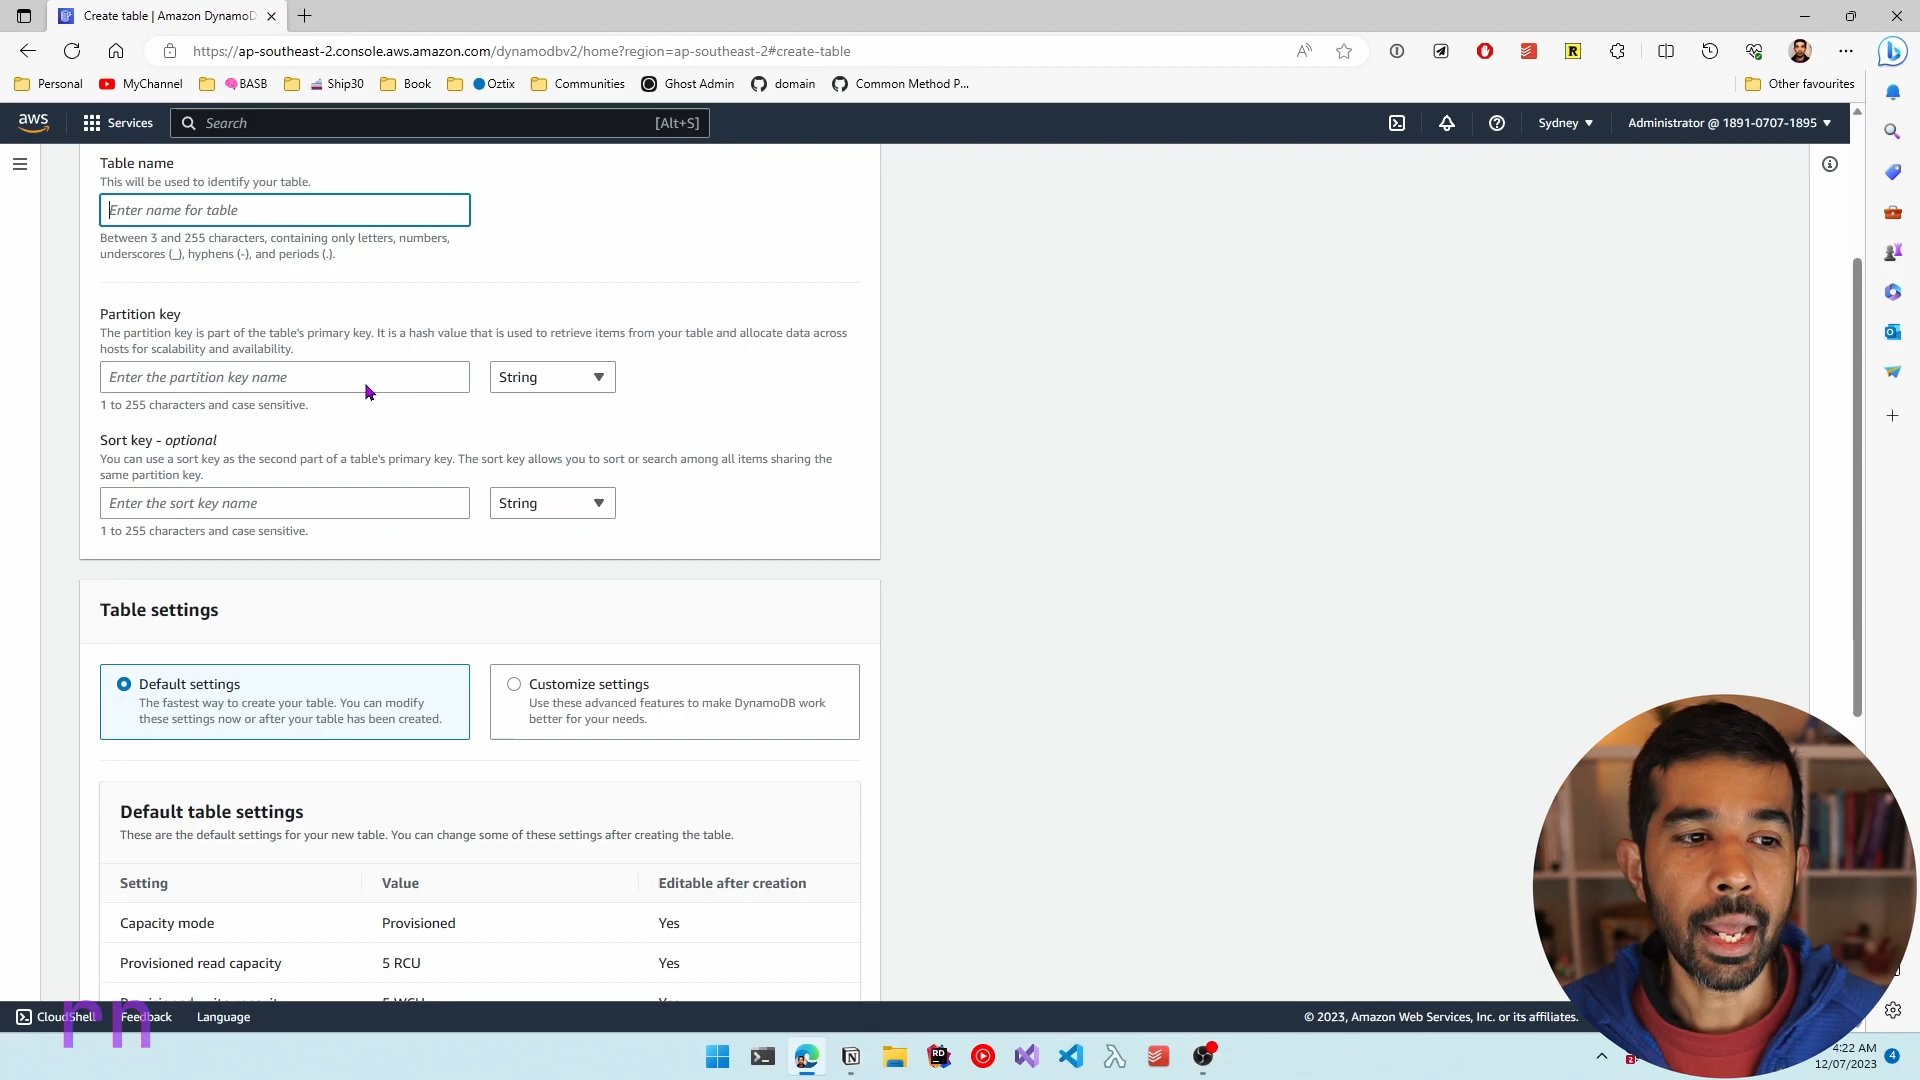 Create table | Amazon DynamoD
https://ap-southeast-2.console.aws.amazon.com/dynamodbv2/home?region=ap-southeast-2#create-table
Personal
MyChannel
BASB
Ship30
Book
Oztix
Communities
Ghost Admin
domain
Common Method P...
Other favourites
aws
Services
Search
[Alt+S]
Sydney
Administrator @ 1891-0707-1895
Table name
This will be used to identify your table.
Enter name for table
Between 3 and 255 characters, containing only letters, numbers,
underscores (_), hyphens (-), and periods (.).
Partition key
The partition key is part of the table's primary key. It is a hash value that is used to retrieve items from your table and allocate data across
hosts for scalability and availability.
Enter the partition key name
String
1 to 255 characters and case sensitive.
Sort key - optional
You can use a sort key as the second part of a table's primary key. The sort key allows you to sort or search among all items sharing the
same partition key.
Enter the sort key name
String
1 to 255 characters and case sensitive.
Table settings
Default settings
The fastest way to create your table. You can modify
these settings now or after your table has been created.
Customize settings
Use these advanced features to make DynamoDB work
better for your needs.
Default table settings
These are the default settings for your new table. You can change some of these settings after creating the table.
Setting Value Editable after creation
Capacity mode Provisioned Yes
Provisioned read capacity 5 RCU Yes
CloudShell
Feedback
Language
© 2023, Amazon Web Services, Inc. or its affiliates.
rn
RD
4:22 AM
12/07/2023
4